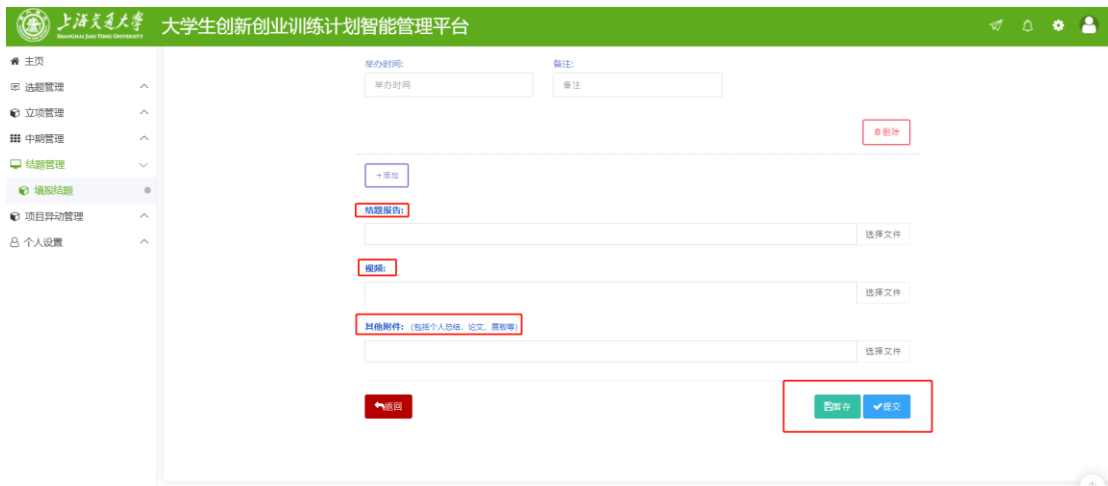 上海交通大学
SHANGHAI JIAO TONG UNIVERSITY
大学生创新创业训练计划智能管理平台
主页
选题管理
立项管理
中期管理
结题管理
填报结题
项目异动管理
个人设置
举办时间: 备注:
举办时间 备注
删除
+添加
结题报告:
选择文件
视频:
选择文件
其他附件: (包括个人总结、论文、展板等)
选择文件
返回 暂存 提交